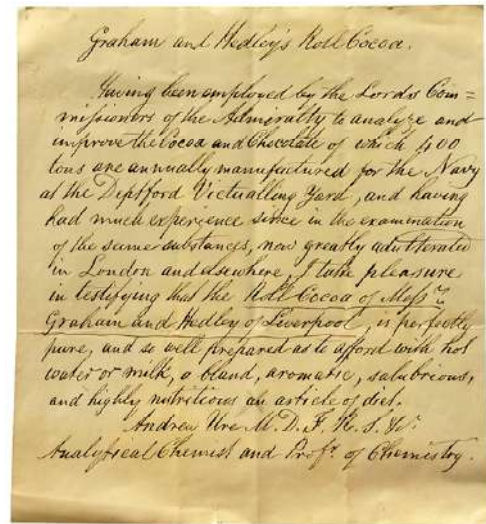 Graham and Hedley's Roll Cocoa.
Having been employed by the Lords Com=
missioners of the Admiralty to analyze and
improve the Cocoa and Chocolate of which 400
tons are annually manufactured for the Navy
at the Deptford Victualling Yard, and having
had much experience since in the examination
of the same substances, now greatly adulterated
in London and elsewhere, I take pleasure
in testifying that the Roll Cocoa of Messrs
Graham and Hedley of Liverpool, is perfectly
pure, and so well prepared as to afford with hot
water or milk, a bland, aromatic, salubrious,
and highly nutritious an article of diet.
Andrew Ure M.D.F.R.S. &c.
Analytical Chemist and Profr. of Chemistry.